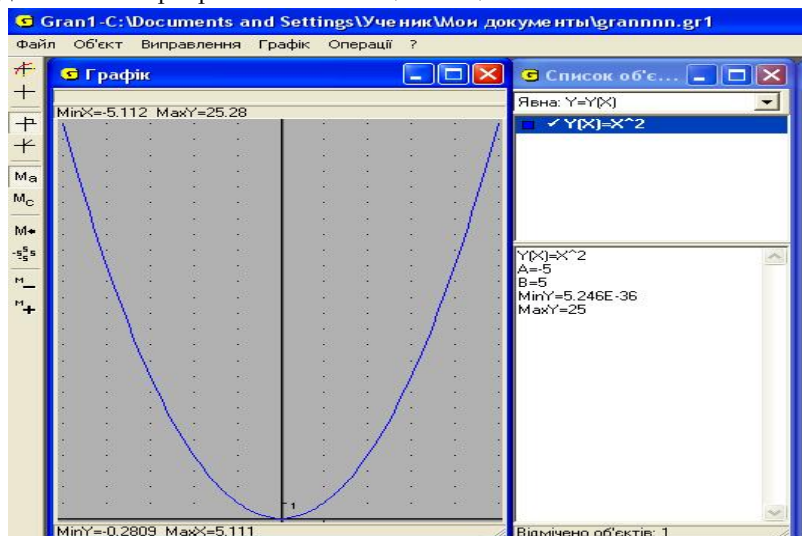 Gran1 -C:\Documents and Settings\Ученик\Мои документы\grannnn.gr1
Файл Об'єкт Виправлення Графік Операції ?
Графік
MinX=-5.112 MaxY=25.28
1
MinY=-0.2809 MaxX=5.111
Ma
Mc
M
-s s s
M
M+
Список об'є...
Явна: Y=Y(X)
✓ Y(X)=X^2
Y(X)=X^2
A=-5
B=5
MinY=5.246E-36
MaxY=25
Відмічено об'єктів: 1